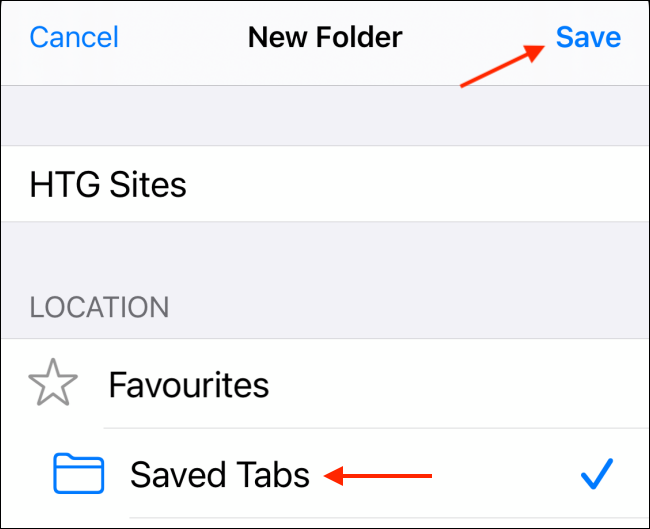 Cancel New Folder Save
HTG Sites
LOCATION
Favourites
Saved Tabs